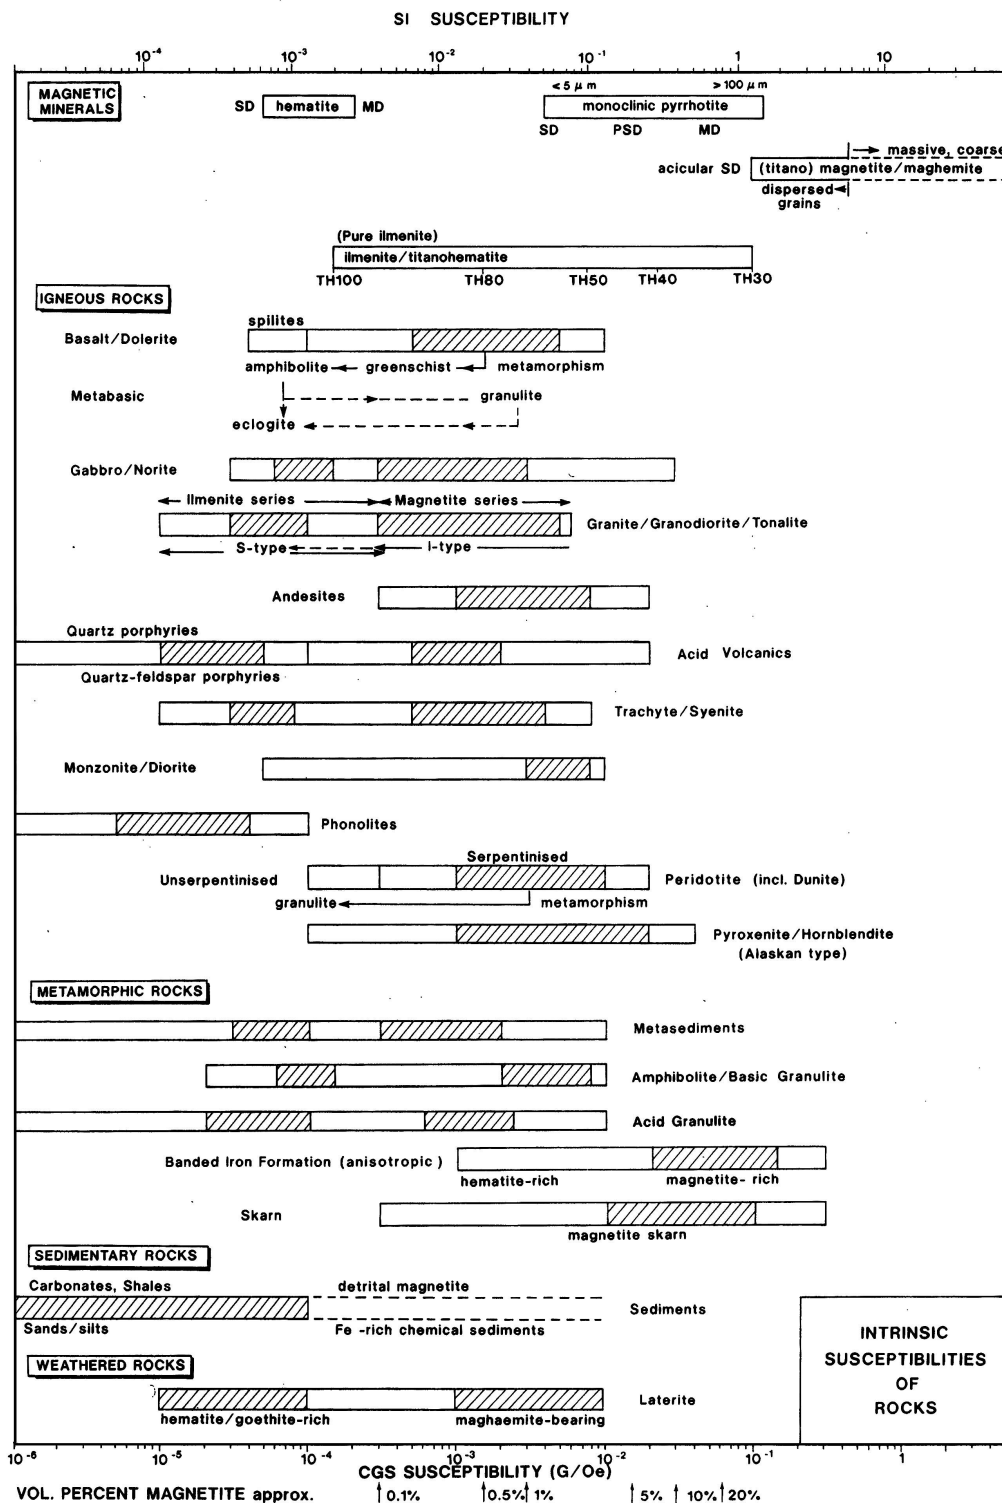 SI SUSCEPTIBILITY
10-4 10-3 10-2 10-1 1 10
MAGNETIC
MINERALS
SD hematite MD
< 5 µm > 100 µm
monoclinic pyrrhotite
SD PSD MD
massive, coarse
acicular SD (titano) magnetite/maghemite
dispersed
grains
(Pure ilmenite)
ilmenite/titanohematite
TH100 TH80 TH50 TH40 TH30
IGNEOUS ROCKS
spilites
Basalt/Dolerite
amphibolite greenschist metamorphism
Metabasic granulite
eclogite
Gabbro/Norite
Ilmenite series Magnetite series
Granite/Granodiorite/Tonalite
S-type I-type
Andesites
Quartz porphyries
Acid Volcanics
Quartz-feldspar porphyries
Trachyte/Syenite
Monzonite/Diorite
Phonolites
Serpentinised
Unserpentinised Peridotite (incl. Dunite)
granulite metamorphism
Pyroxenite/Hornblendite
(Alaskan type)
METAMORPHIC ROCKS
Metasediments
Amphibolite/Basic Granulite
Acid Granulite
Banded Iron Formation (anisotropic)
hematite-rich magnetite- rich
Skarn
magnetite skarn
SEDIMENTARY ROCKS
Carbonates, Shales detrital magnetite
Sediments
Sands/silts Fe -rich chemical sediments
INTRINSIC
SUSCEPTIBILITIES
OF
ROCKS
WEATHERED ROCKS
Laterite
hematite/goethite-rich maghaemite-bearing
10-6 10-5 10-4 10-3 10-2 10-1 1
CGS SUSCEPTIBILITY (G/Oe)
VOL. PERCENT MAGNETITE approx. 0.1% 0.5% 1% 5% 10% 20%